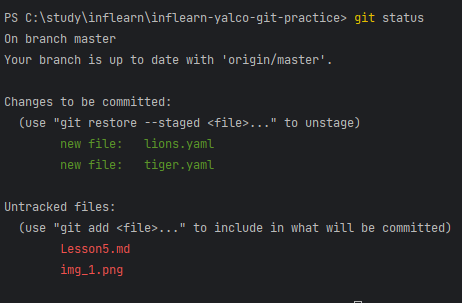 PS C:\study\inflearn\inflearn-yalco-git-practice> git status
On branch master
Your branch is up to date with 'origin/master'.
Changes to be committed:
(use "git restore --staged <file>..." to unstage)
new file:   lions.yaml
new file:   tiger.yaml
Untracked files:
(use "git add <file>..." to include in what will be committed)
Lesson5.md
img_1.png